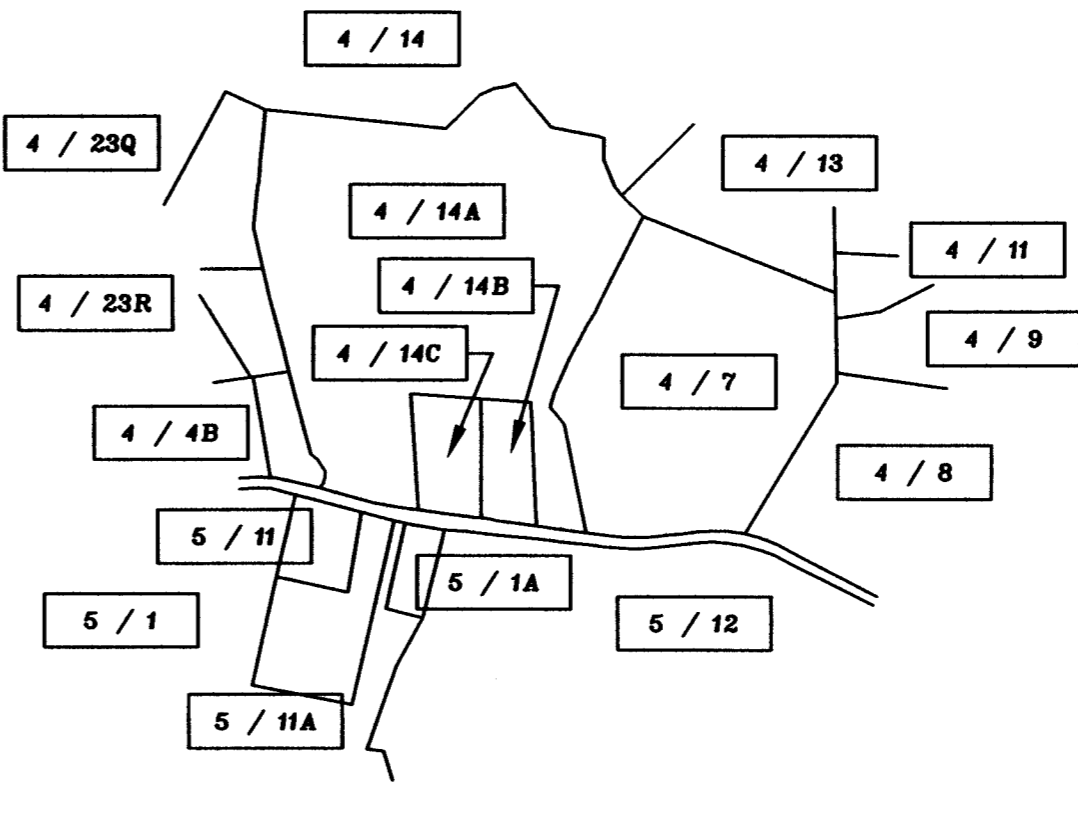 4 / 14
4 / 23Q
4 / 13
4 / 14A
4 / 11
4 / 14B
4 / 23R
4 / 9
4 / 14C
4 / 7
4 / 4B
4 / 8
5 / 11
5 / 1A
5 / 1
5 / 12
5 / 11A